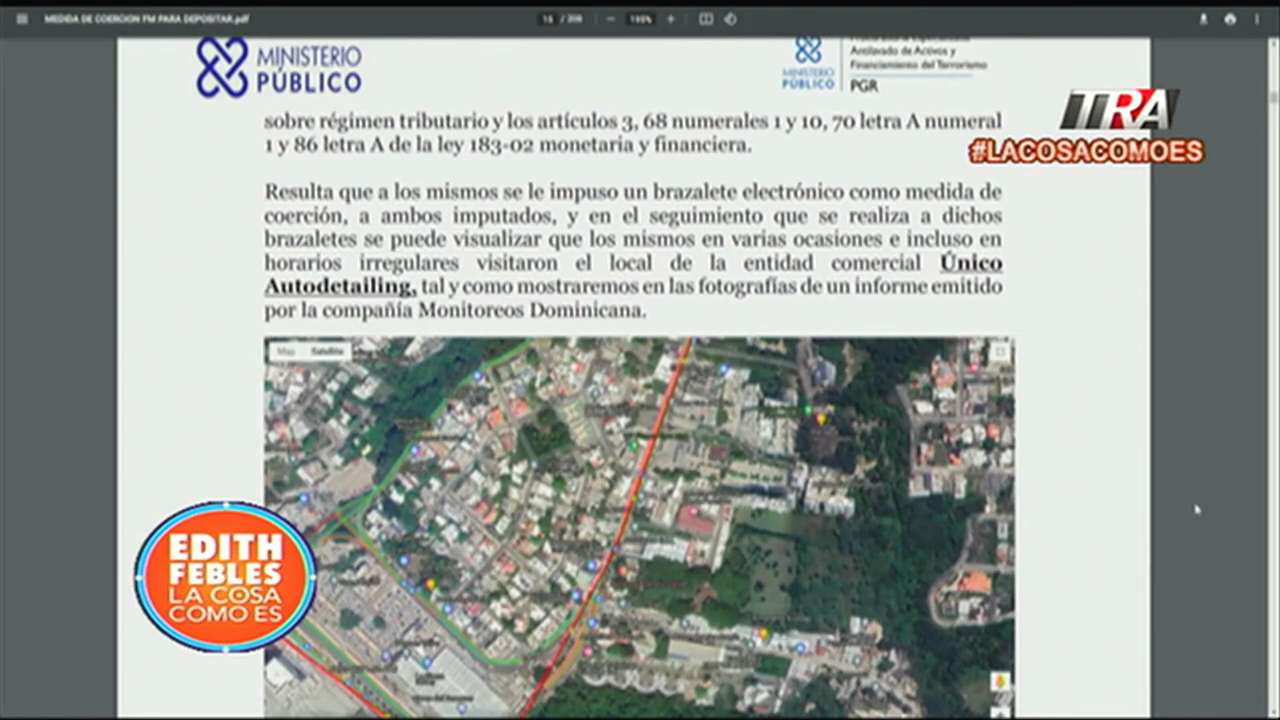 MEDIDA DE COERCION FM PARA DEPOSITAR.pdf
MINISTERIO
PÚBLICO
MINISTERIO
PÚBLICO
Antilavado de Activos y
Financiamiento del Terrorismo
PGR
TRA
#LACOSACOMOES
sobre régimen tributario y los artículos 3, 68 numerales 1 y 10, 70 letra A numeral
1 y 86 letra A de la ley 183-02 monetaria y financiera.
Resulta que a los mismos se le impuso un brazalete electrónico como medida de
coerción, a ambos imputados, y en el seguimiento que se realiza a dichos
brazaletes se puede visualizar que los mismos en varias ocasiones e incluso en
horarios irregulares visitaron el local de la entidad comercial Único
Autodetailing, tal y como mostraremos en las fotografías de un informe emitido
por la compañía Monitoreos Dominicana.
Map Satellite
EDITH
FEBLES
LA COSA
COMO ES